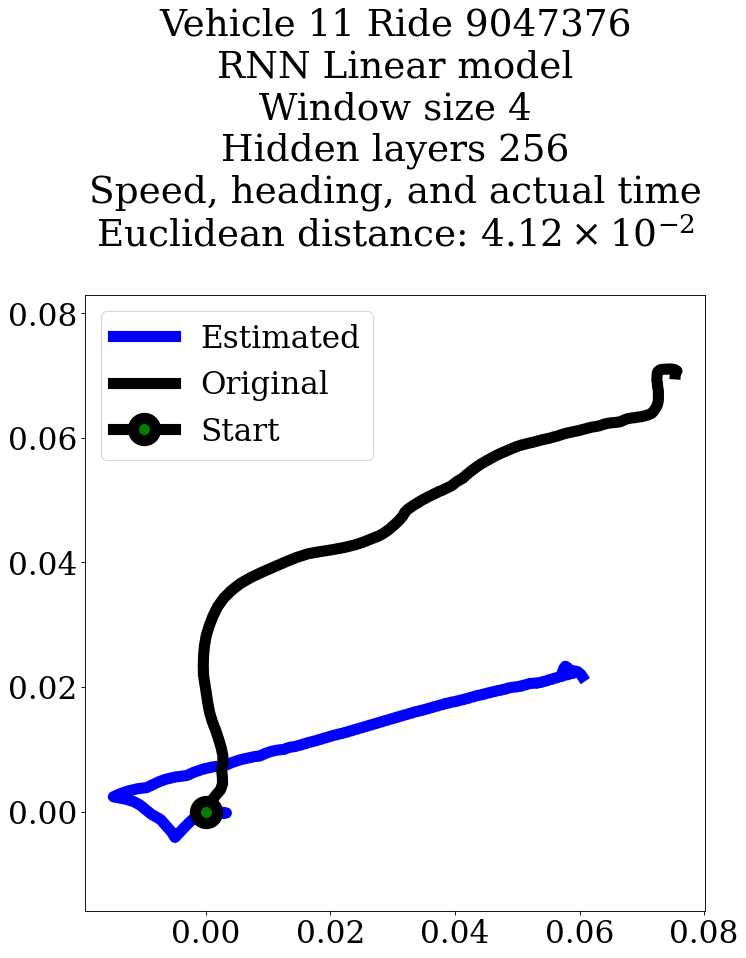 Vehicle 11 Ride 9047376
RNN Linear model
Window size 4
Hidden layers 256
Speed, heading, and actual time
Euclidean distance: 4.12 × 10⁻²
Estimated
Original
Start
0.08
0.06
0.04
0.02
0.00
0.00 0.02 0.04 0.06 0.08